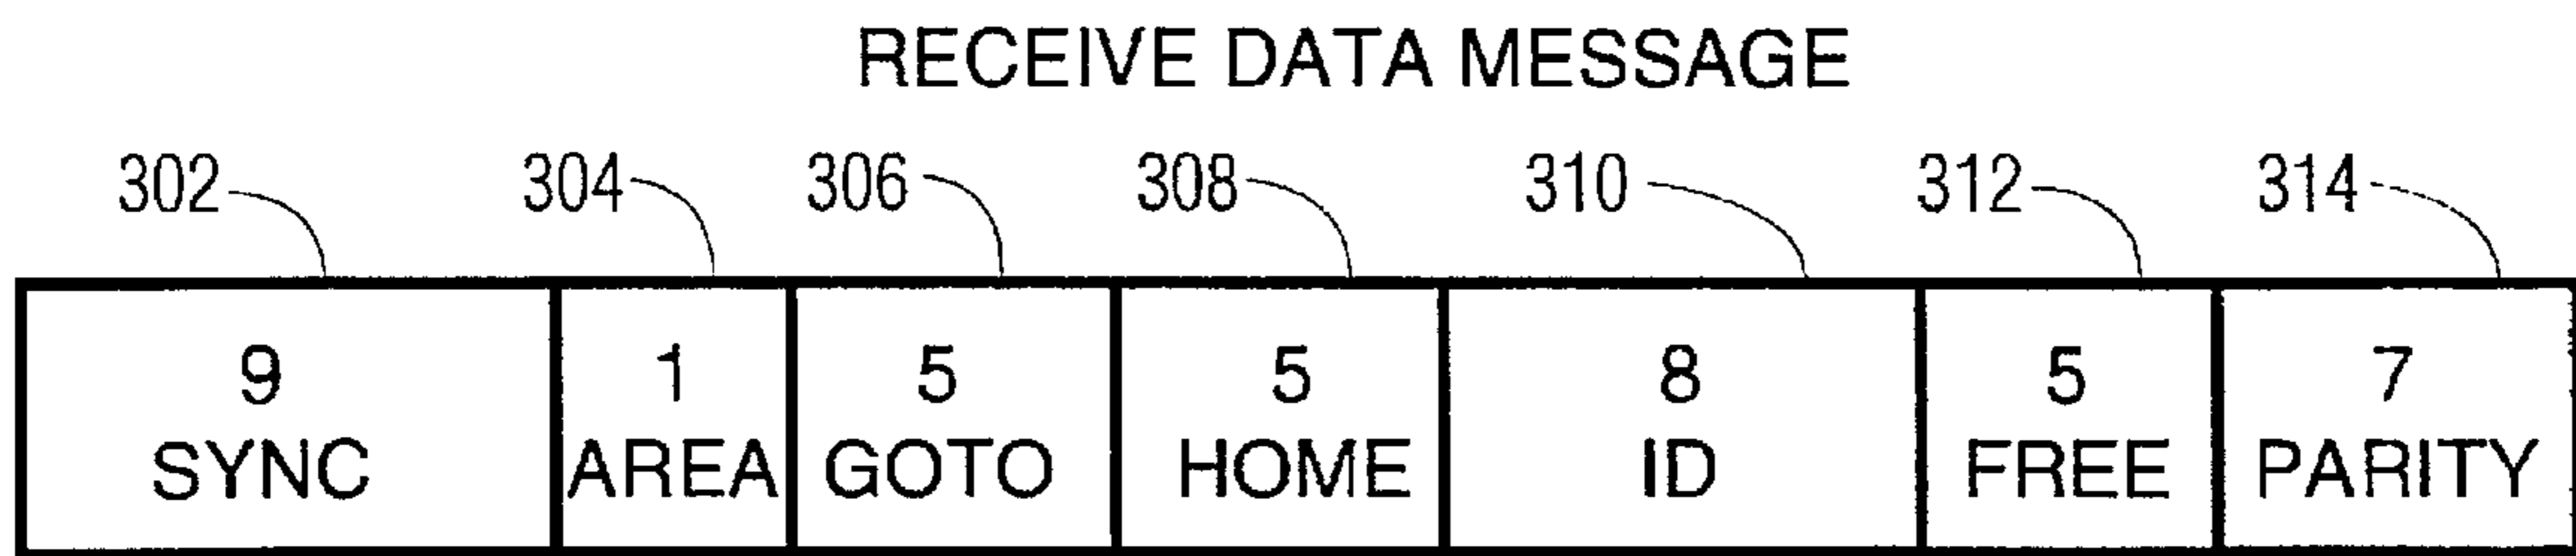 RECEIVE DATA MESSAGE
302 304 306 308 310 312 314
9 1 5 5 8 5 7
SYNC AREA GOTO HOME ID FREE PARITY